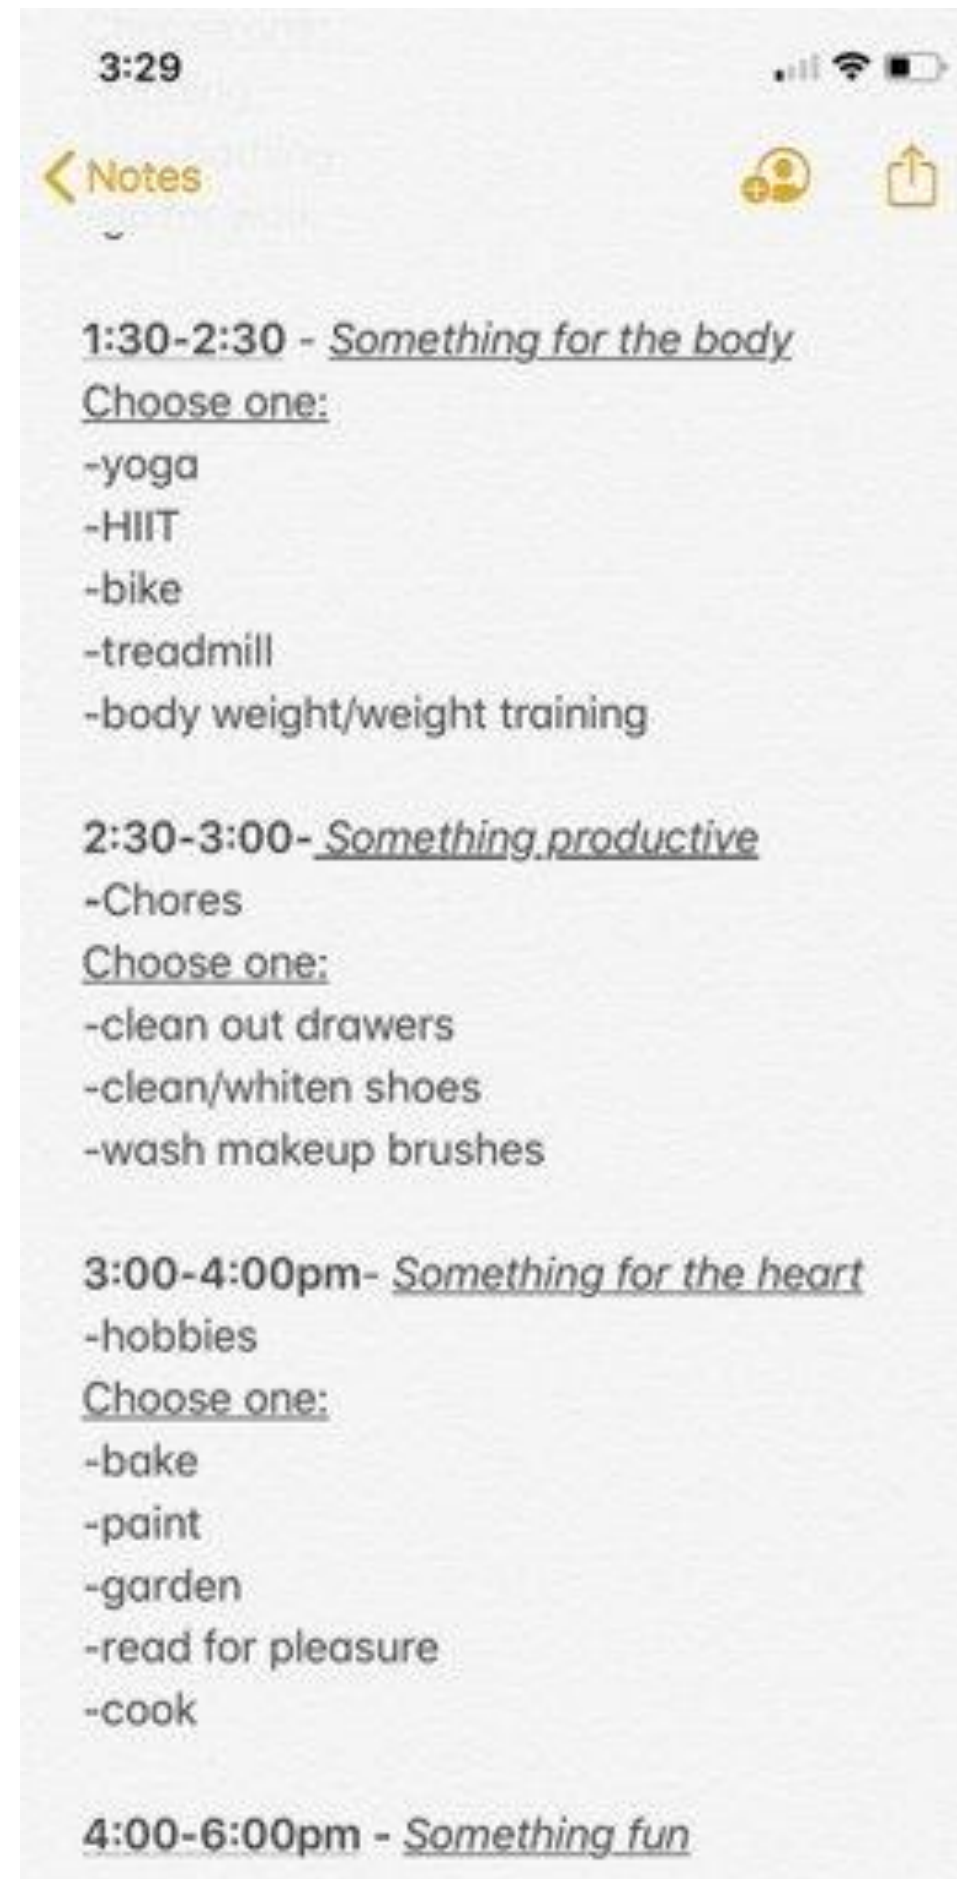 3:29
Notes
1:30-2:30 - Something for the body
Choose one:
-yoga
-HIIT
-bike
-treadmill
-body weight/weight training
2:30-3:00- Something productive
-Chores
Choose one:
-clean out drawers
-clean/whiten shoes
-wash makeup brushes
3:00-4:00pm- Something for the heart
-hobbies
Choose one:
-bake
-paint
-garden
-read for pleasure
-cook
4:00-6:00pm - Something fun